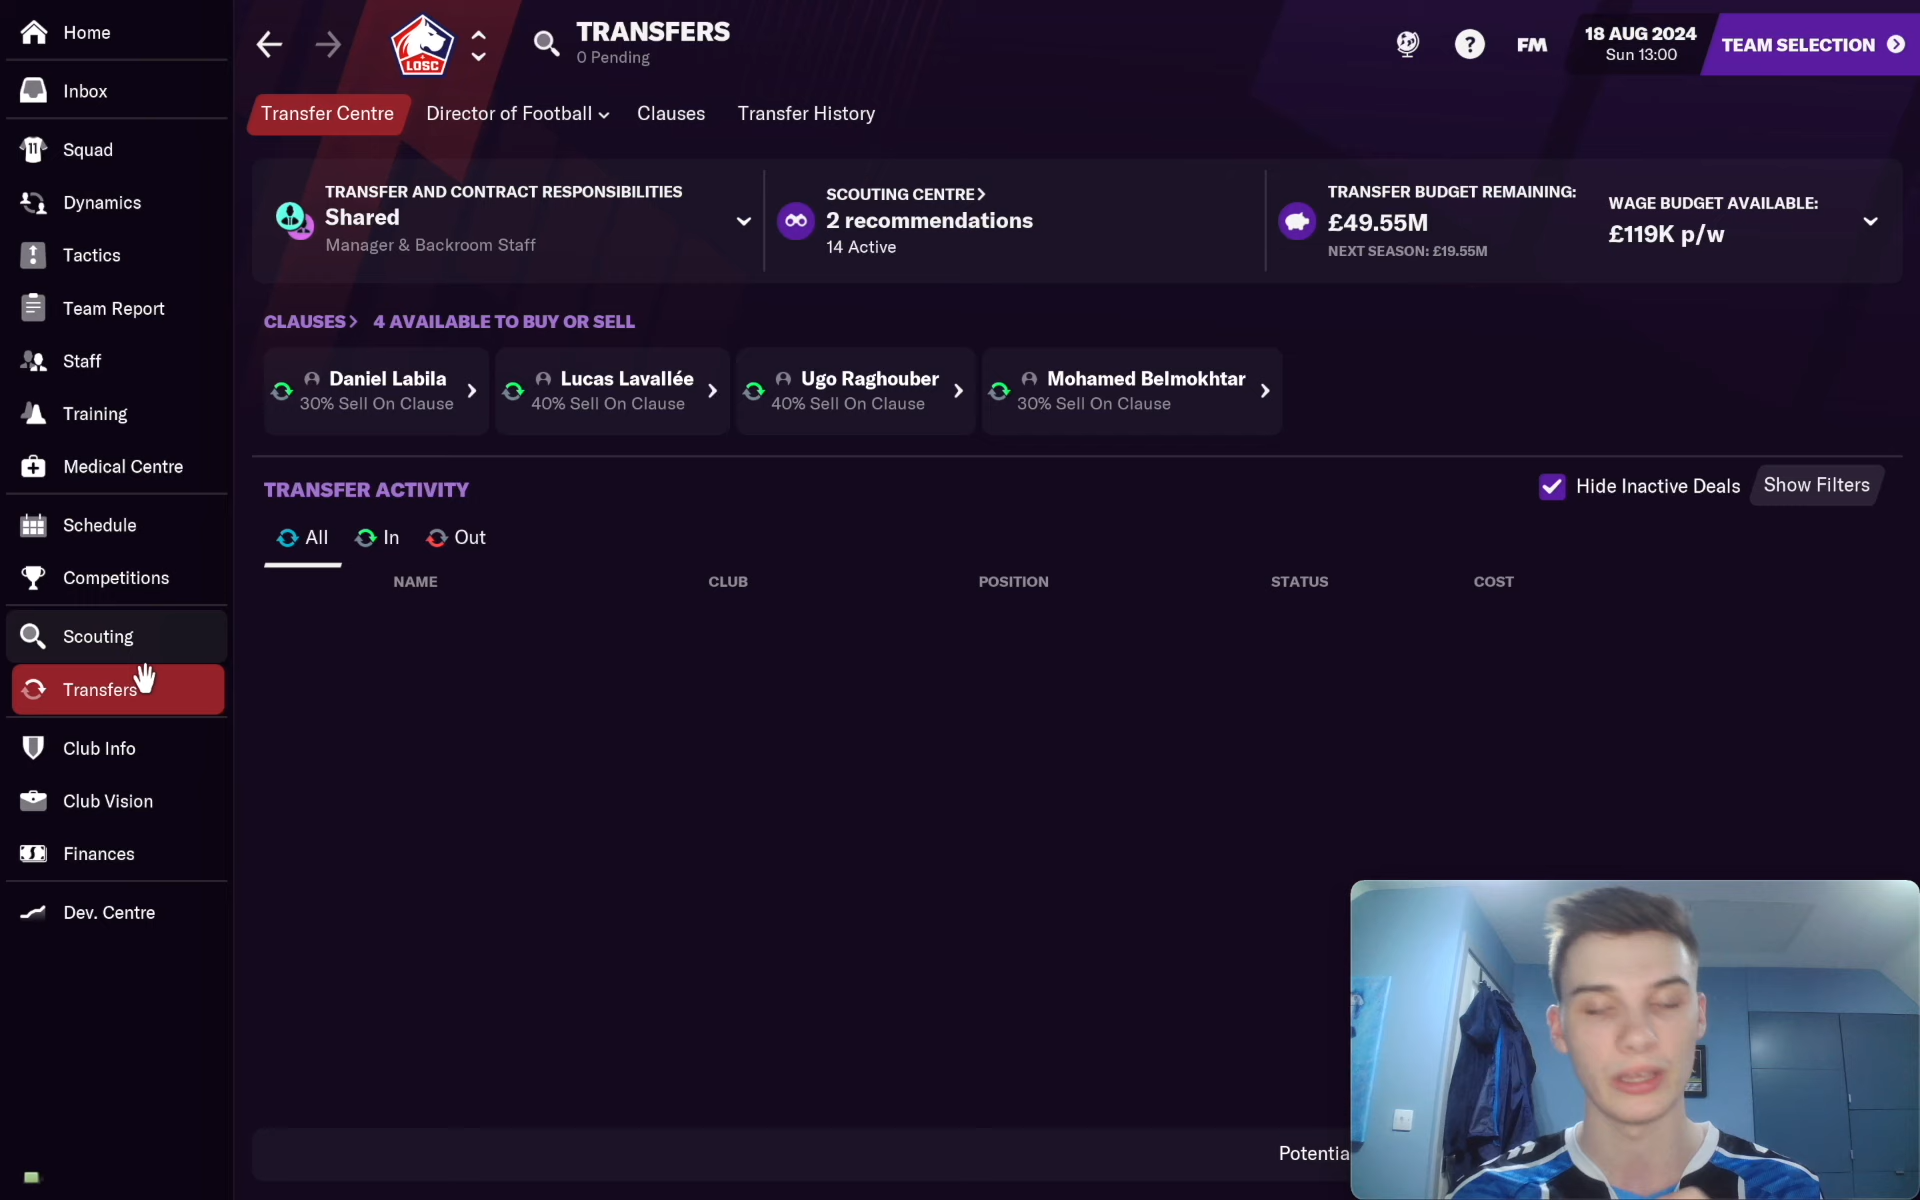 Home
Inbox
Squad
Dynamics
Tactics
Team Report
Staff
Training
Medical Centre
Schedule
Competitions
Scouting
Transfers
Club Info
Club Vision
Finances
Dev. Centre
11
LOSC
TRANSFERS
0 Pending
?
FM
18 AUG 2024
Sun 13:00
TEAM SELECTION
Transfer Centre
Director of Football
Clauses
Transfer History
TRANSFER AND CONTRACT RESPONSIBILITIES
Shared
Manager & Backroom Staff
SCOUTING CENTRE
2 recommendations
14 Active
TRANSFER BUDGET REMAINING:
£49.55M
NEXT SEASON: £19.55M
WAGE BUDGET AVAILABLE:
£119K p/w
CLAUSES 4 AVAILABLE TO BUY OR SELL
Daniel Labila
30% Sell On Clause
Lucas Lavallée
40% Sell On Clause
Ugo Raghouber
40% Sell On Clause
Mohamed Belmokhtar
30% Sell On Clause
TRANSFER ACTIVITY
Hide Inactive Deals
Show Filters
All
In
Out
NAME CLUB POSITION STATUS COST
Potentia